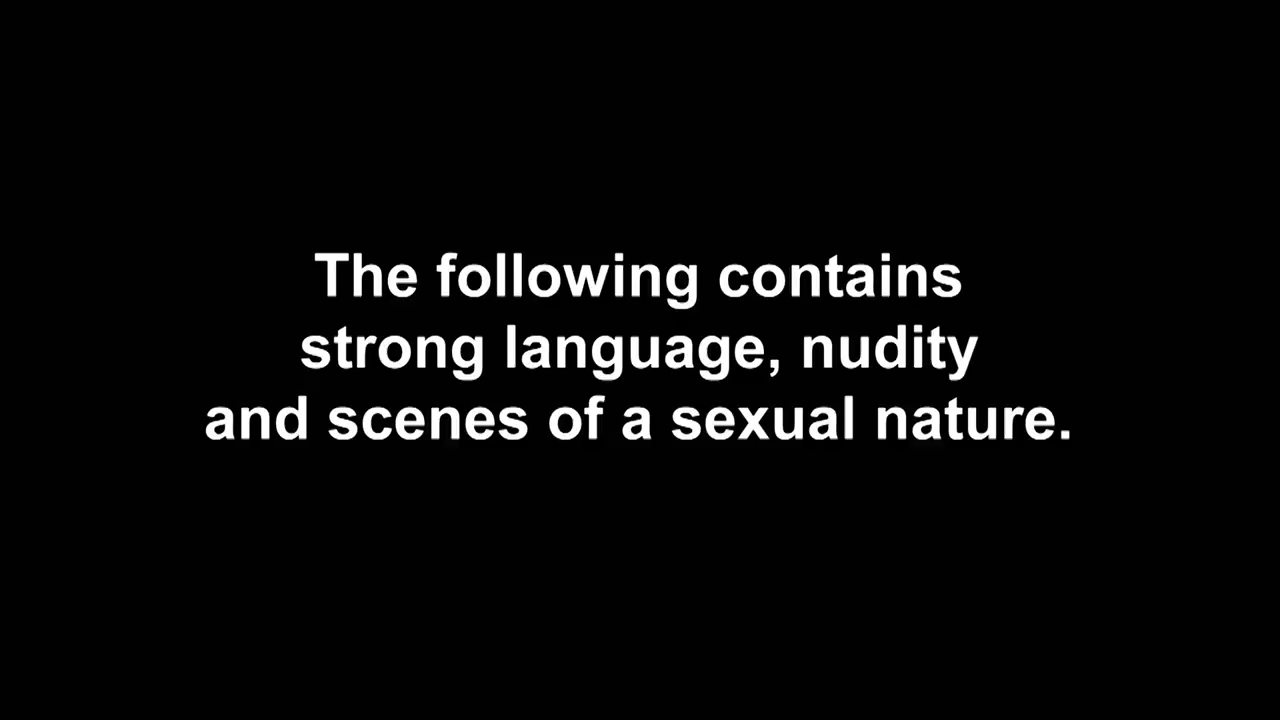 The following contains
strong language, nudity
and scenes of a sexual nature.